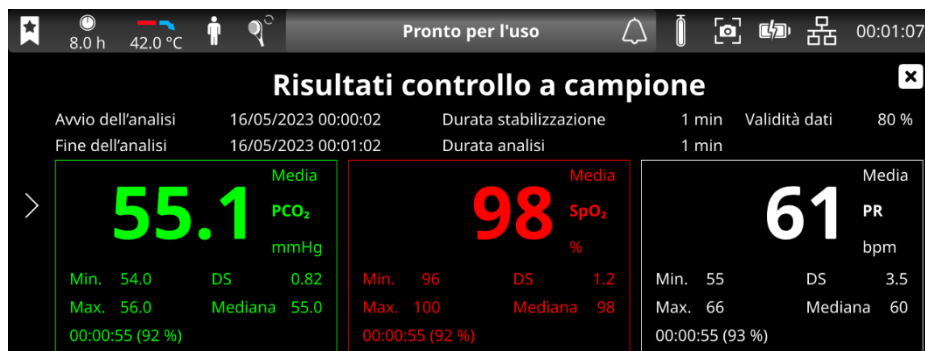 8.0 h 42.0 °C Pronto per l'uso 00:01:07
Risultati controllo a campione
Avvio dell'analisi 16/05/2023 00:00:02 Durata stabilizzazione 1 min Validità dati 80 %
Fine dell'analisi 16/05/2023 00:01:02 Durata analisi 1 min
Media Media Media
55.1 PCO₂ 98 SpO₂ 61 PR
mmHg % bpm
Min. 54.0 DS 0.82 Min. 96 DS 1.2 Min. 55 DS 3.5
Max. 56.0 Mediana 55.0 Max. 100 Mediana 98 Max. 66 Mediana 60
00:00:55 (92 %) 00:00:55 (92 %) 00:00:55 (93 %)